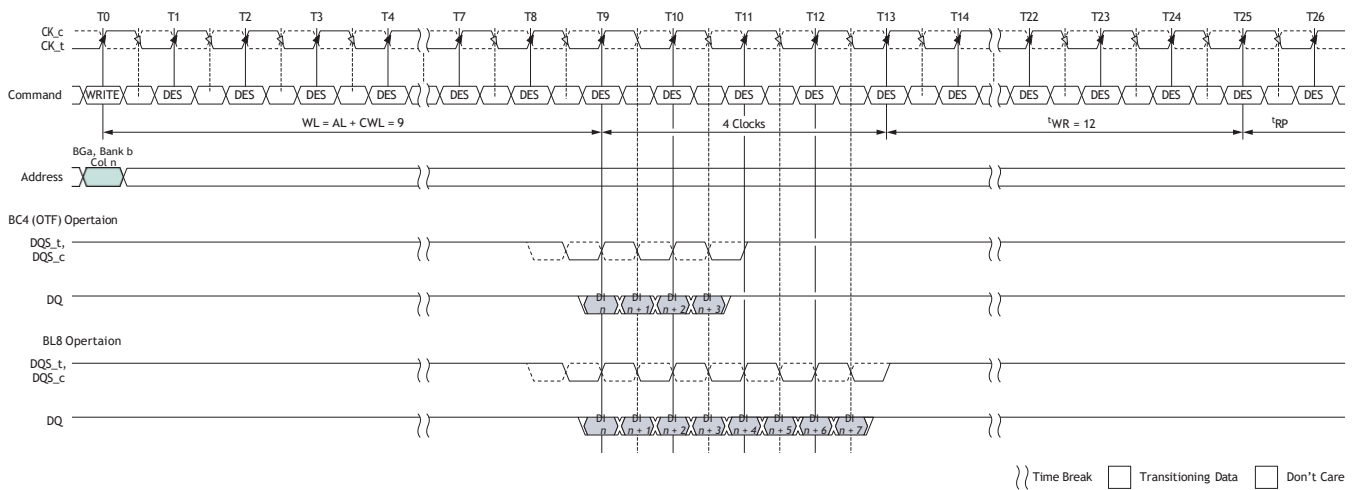 T0 T1 T2 T3 T4 T7 T8 T9 T10 T11 T12 T13 T14 T22 T23 T24 T25 T26
CK_c
CK_t
Command WRITE DES DES DES DES DES DES DES DES DES DES DES DES DES DES DES DES DES
WL = AL + CWL = 9 4 Clocks tWR = 12 tRP
BGa, Bank b
Col n
Address
BC4 (OTF) Opertaion
DQS_t,
DQS_c
DQ DI n DI n + 1 DI n + 2 DI n + 3
BL8 Opertaion
DQS_t,
DQS_c
DQ DI n DI n + 1 DI n + 2 DI n + 3 DI n + 4 DI n + 5 DI n + 6 DI n + 7
Time Break Transitioning Data Don't Care